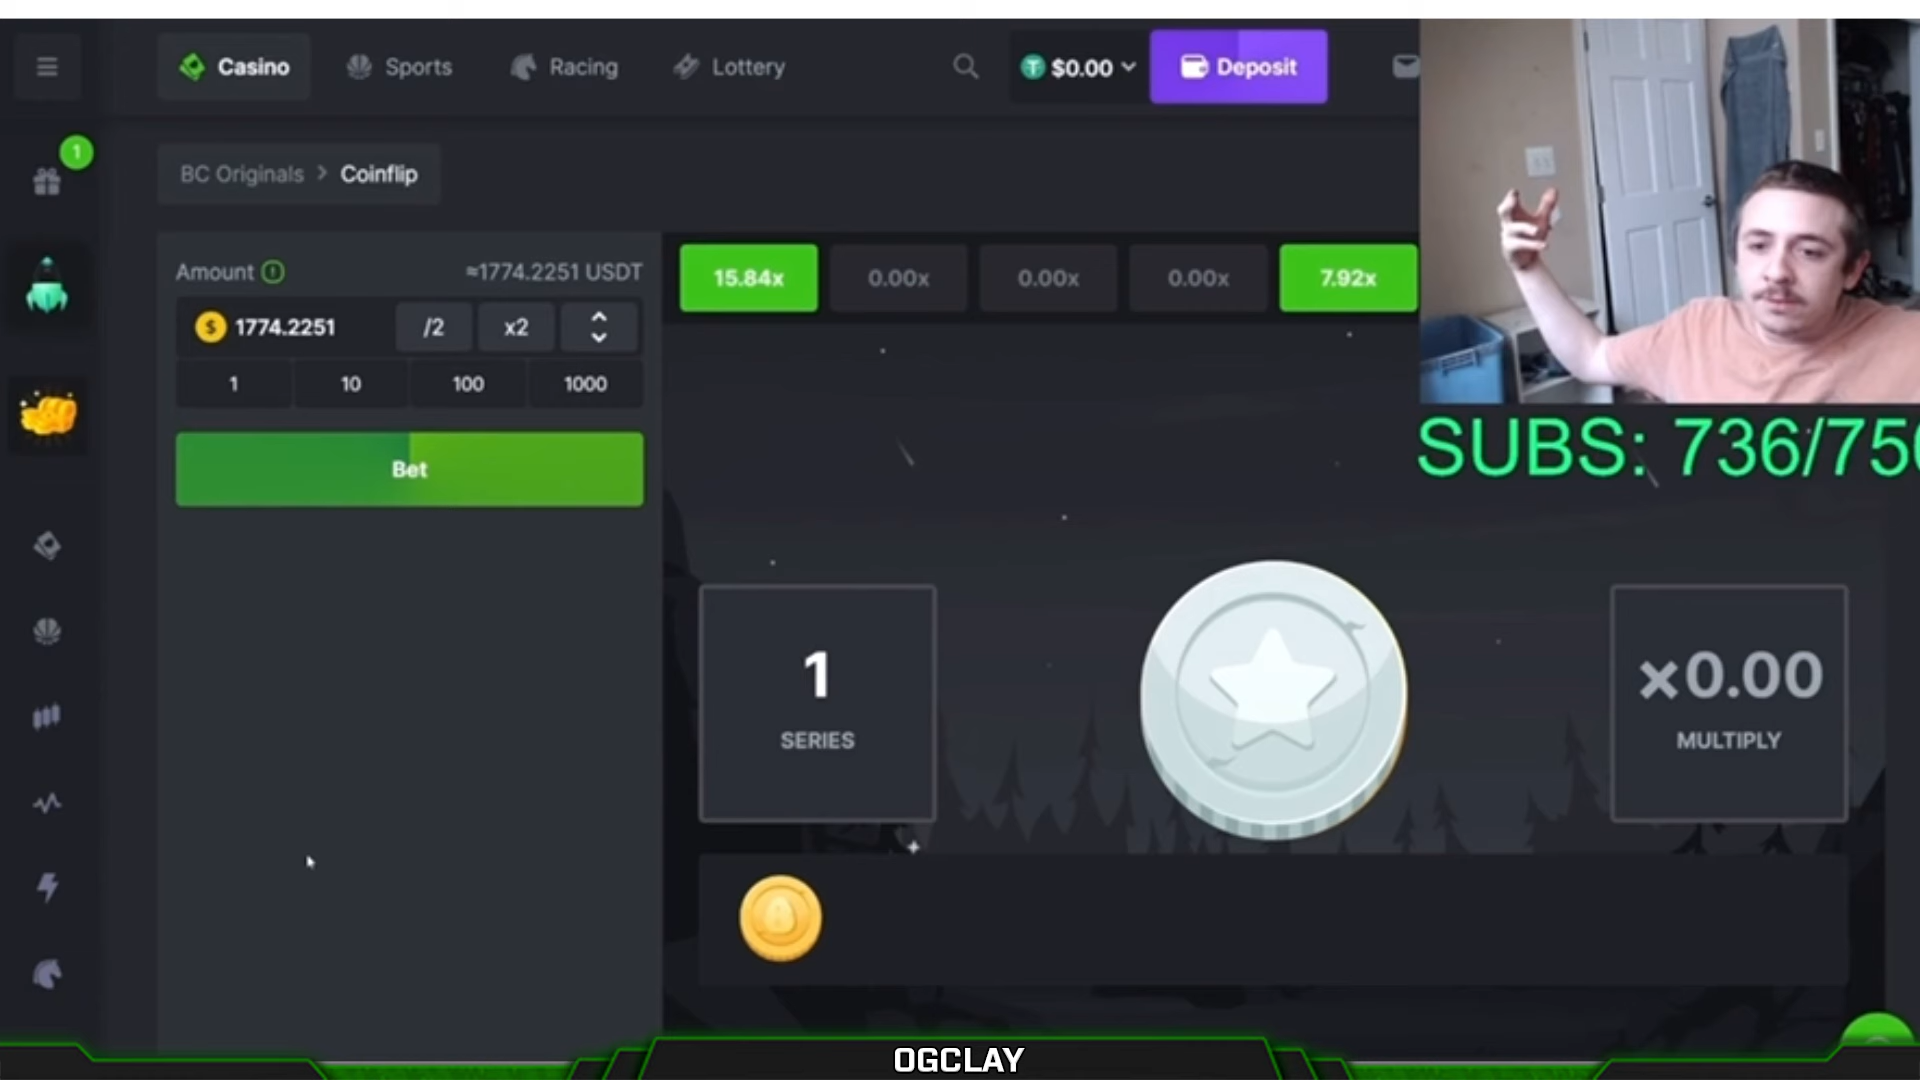 Casino
Sports
Racing
Lottery
$0.00
Deposit
1
BC Originals > Coinflip
Amount
≈1774.2251 USDT
1774.2251
/2
x2
1
10
100
1000
Bet
15.84x
0.00x
0.00x
0.00x
7.92x
SUBS: 736/750
1
SERIES
×0.00
MULTIPLY
OGCLAY